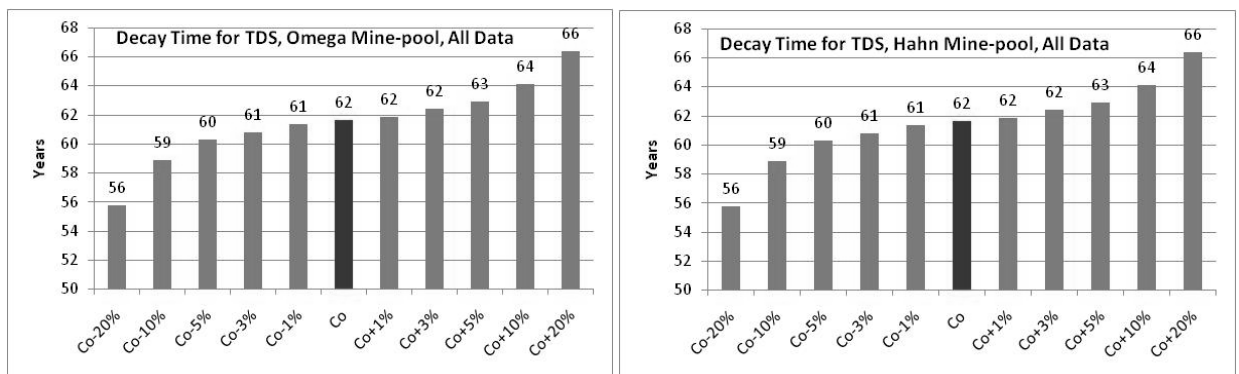 Decay Time for TDS, Omega Mine-pool, All Data
Years
68
66
64
62
60
58
56
54
52
50
56
59
60
61
61
62
62
62
63
64
66
Co-20%
Co-10%
Co-5%
Co-3%
Co-1%
Co
Co+1%
Co+3%
Co+5%
Co+10%
Co+20%
Decay Time for TDS, Hahn Mine-pool, All Data
Years
68
66
64
62
60
58
56
54
52
50
56
59
60
61
61
62
62
62
63
64
66
Co-20%
Co-10%
Co-5%
Co-3%
Co-1%
Co
Co+1%
Co+3%
Co+5%
Co+10%
Co+20%